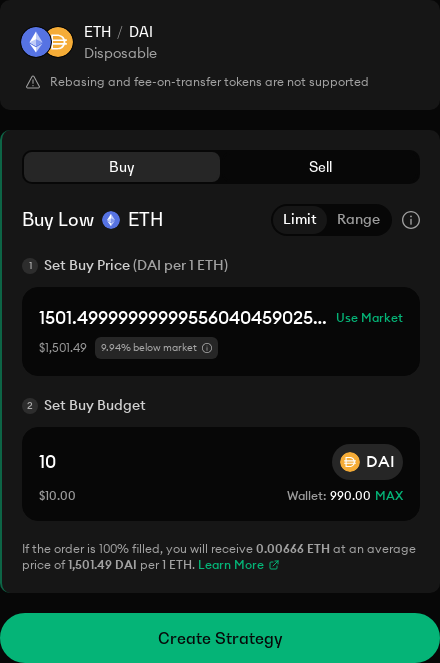 ETH / DAI
Disposable
Rebasing and fee-on-transfer tokens are not supported
Buy Sell
Buy Low ETH Limit Range
1 Set Buy Price (DAI per 1 ETH)
1501.49999999999556040459025... Use Market
$1,501.49 9.94% below market
2 Set Buy Budget
10 DAI
$10.00 Wallet: 990.00 MAX
If the order is 100% filled, you will receive 0.00666 ETH at an average
price of 1,501.49 DAI per 1 ETH. Learn More
Create Strategy